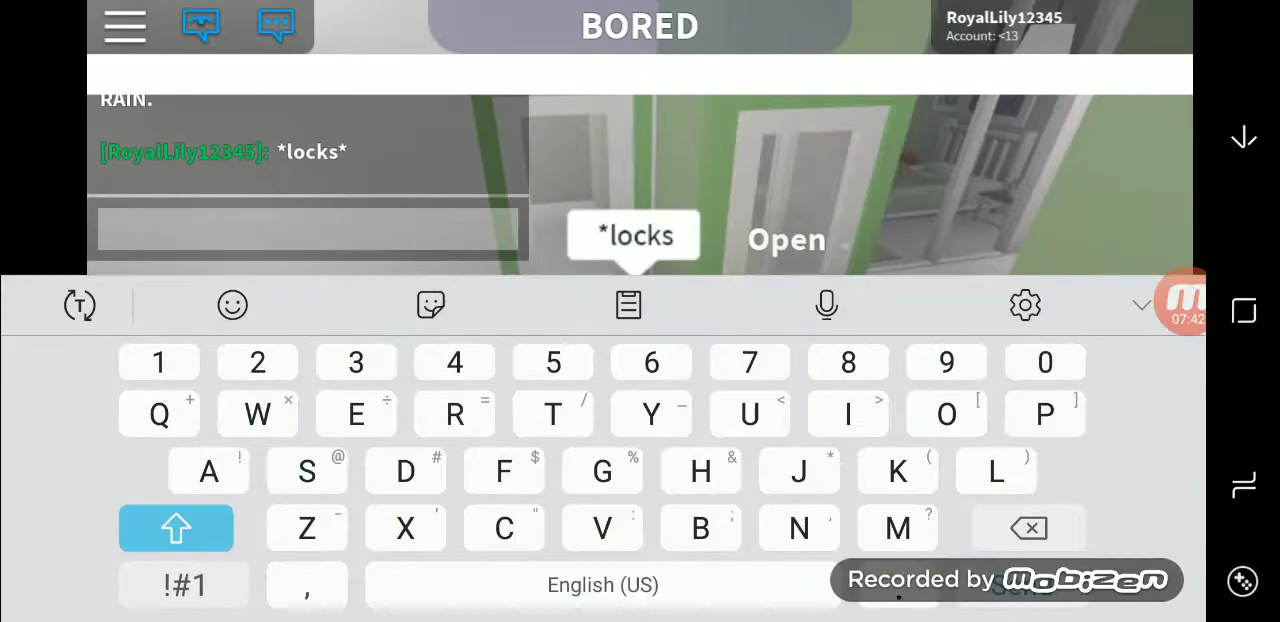 BORED
RoyalLily12345
Account: <13
RAIN.
[RoyalLily12345]: *locks*
*locks
Open
07:42
1 2 3 4 5 6 7 8 9 0
Q + W × E ÷ R = T / Y _ U < I > O [ P ]
A ! S @ D # F $ G % H & J * K ( L )
Z - X ' C " V : B ; N , M ?
!#1 , English (US) .
Recorded by mobizen